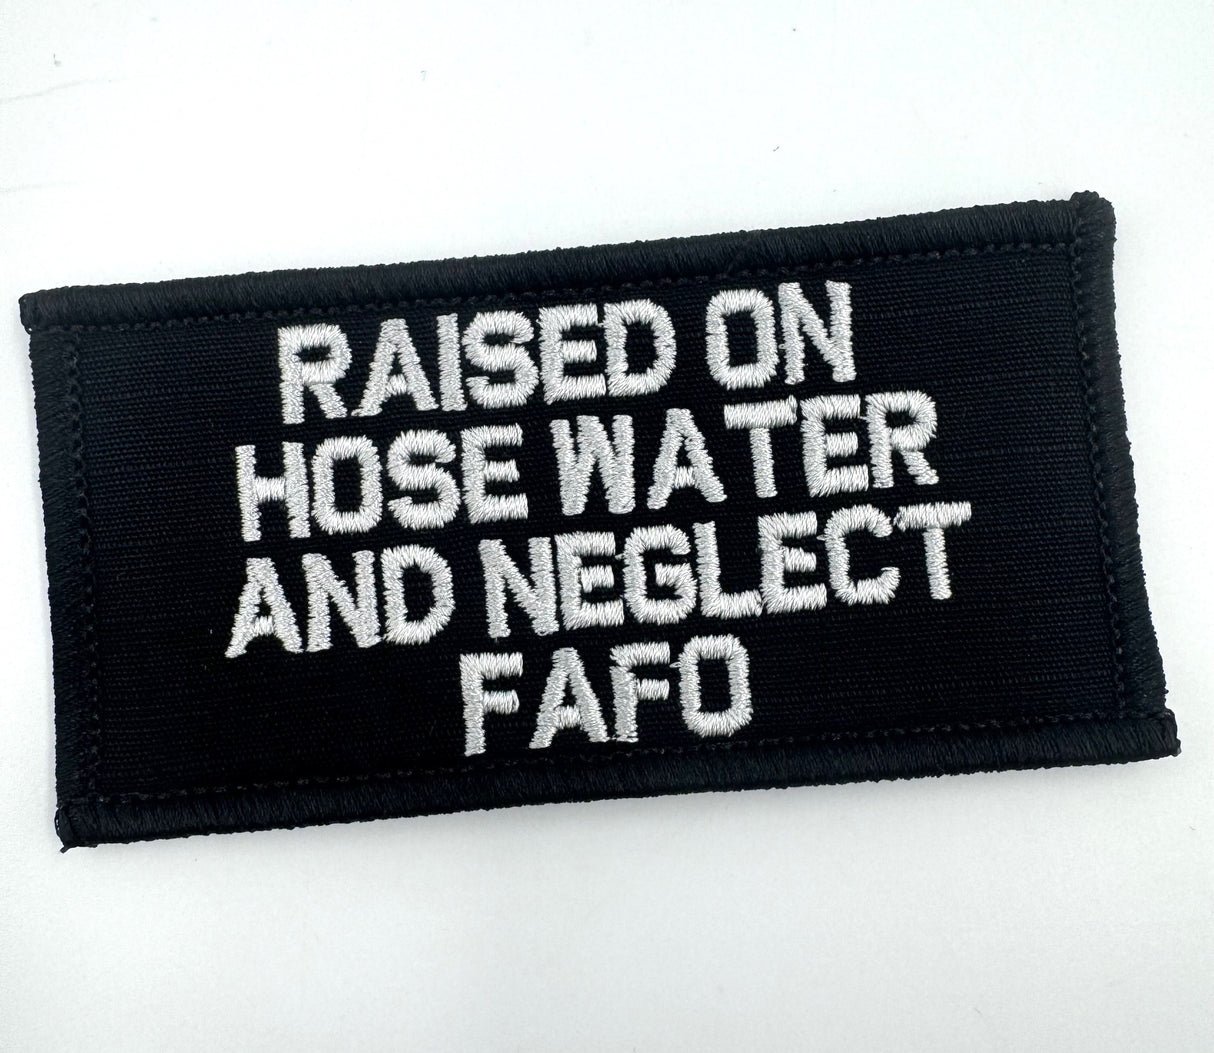 RAISED ON
HOSE WATER
AND NEGLECT
FAFO